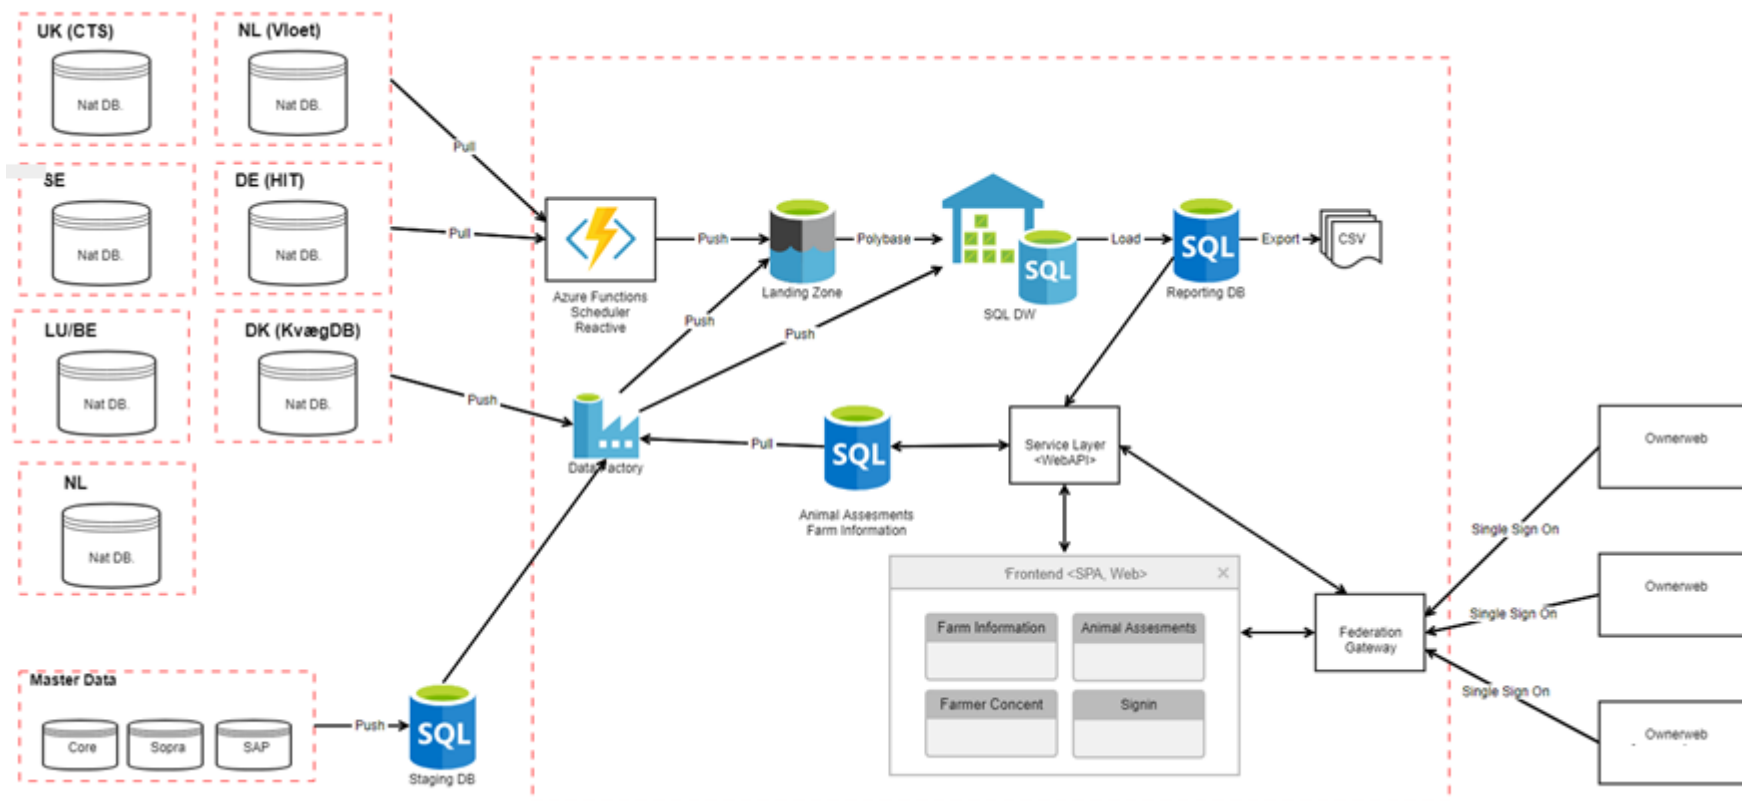 UK (CTS)
Nat DB.
NL (Vloet)
Nat DB.
SE
Nat DB.
DE (HIT)
Nat DB.
LU/BE
Nat DB.
DK (KvægDB)
Nat DB.
NL
Nat DB.
Master Data
Core
Sopra
SAP
Push
Staging DB
Pull
Pull
Push
Azure Functions
Scheduler
Reactive
Push
Landing Zone
Polybase
SQL
SQL DW
Load
SQL
Reporting DB
Export
CSV
Push
Push
Data Factory
Pull
SQL
Animal Assesments
Farm Information
Service Layer
<WebAPI>
Frontend <SPA, Web>
Farm Information
Animal Assesments
Farmer Concent
Signin
Federation
Gateway
Single Sign On
Single Sign On
Single Sign On
Ownerweb
Ownerweb
Ownerweb
SQL